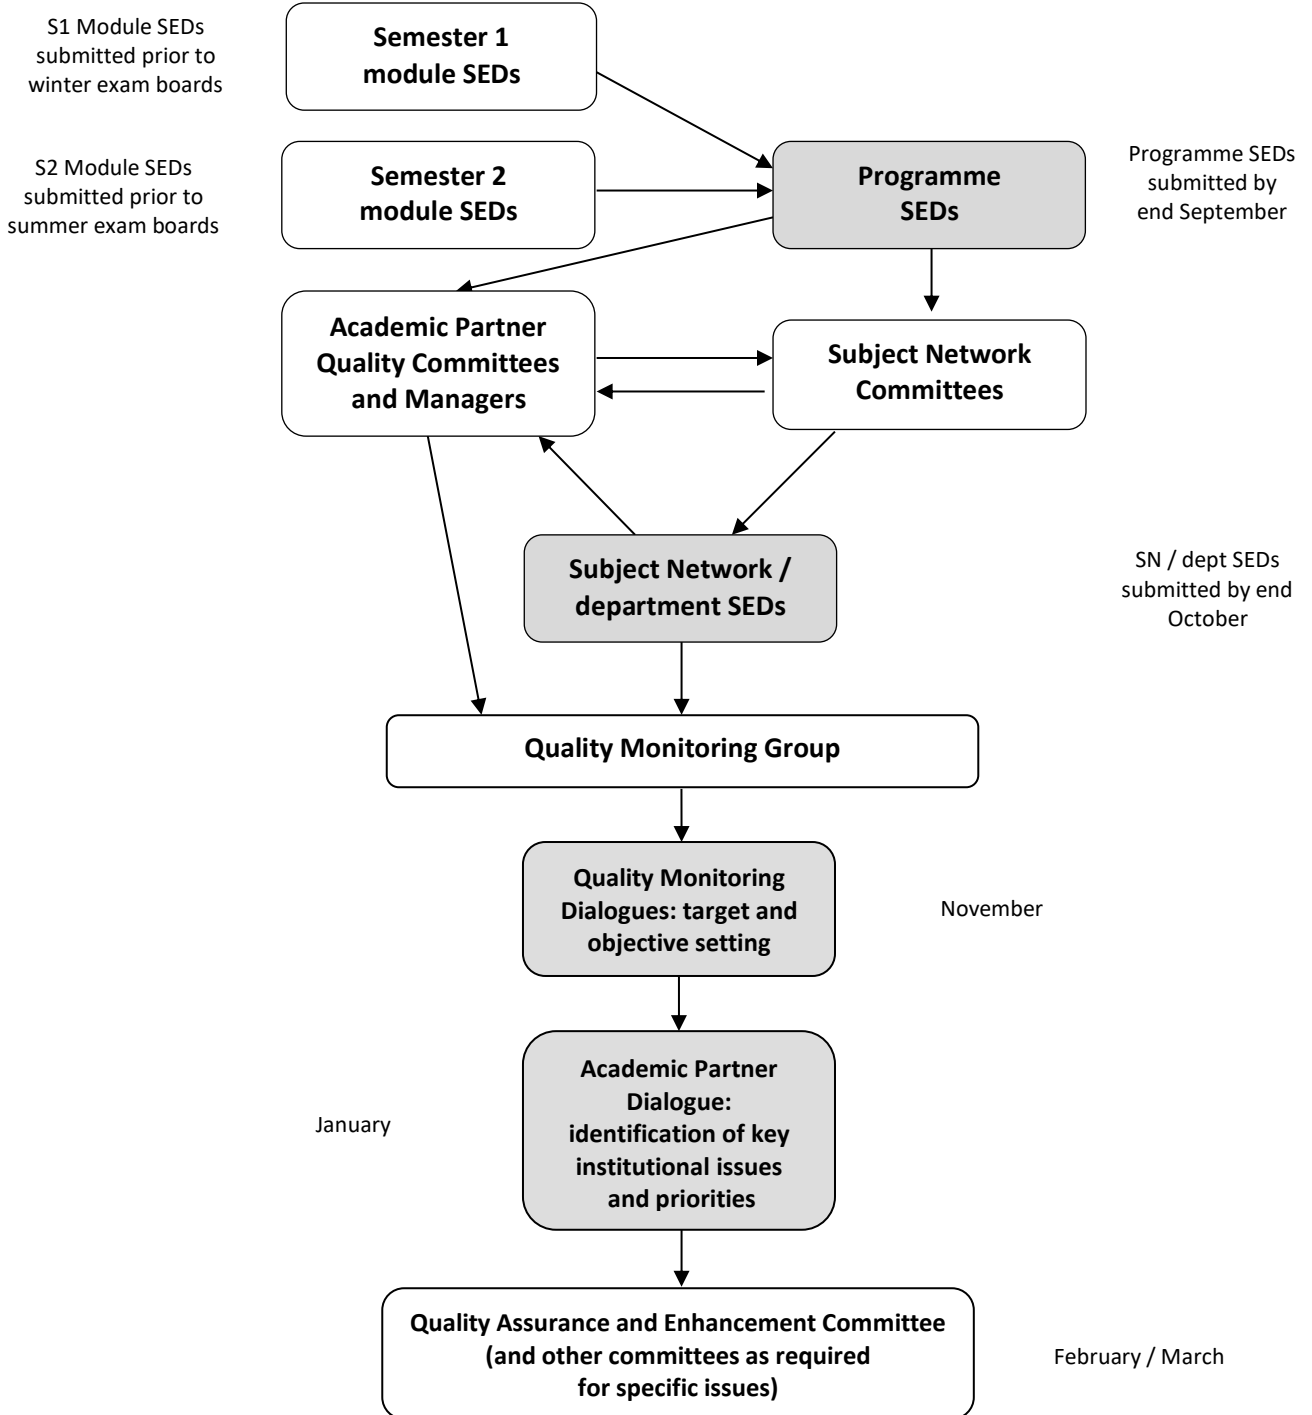 S1 Module SEDs
submitted prior to
winter exam boards
Semester 1
module SEDs
S2 Module SEDs
submitted prior to
summer exam boards
Semester 2
module SEDs
Programme
SEDs
Programme SEDs
submitted by
end September
Academic Partner
Quality Committees
and Managers
Subject Network
Committees
Subject Network /
department SEDs
SN / dept SEDs
submitted by end
October
Quality Monitoring Group
Quality Monitoring
Dialogues: target and
objective setting
November
Academic Partner
Dialogue:
identification of key
institutional issues
and priorities
January
Quality Assurance and Enhancement Committee
(and other committees as required
for specific issues)
February / March